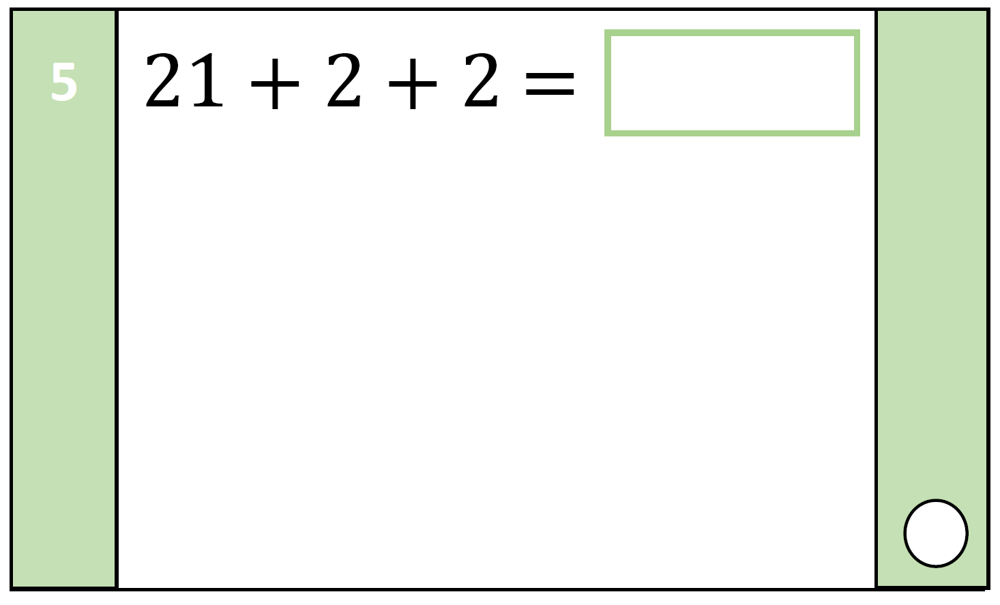 5
21 + 2 + 2 =